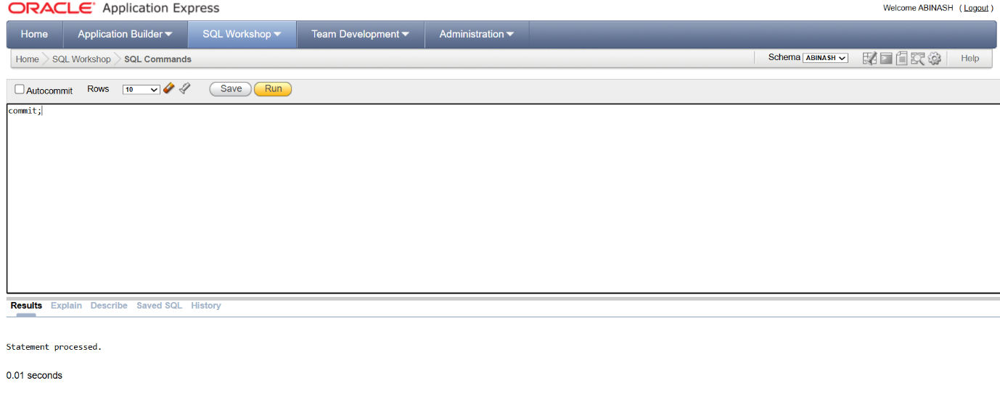 ORACLE Application Express
Welcome ABINASH ( Logout )
Home Application Builder SQL Workshop Team Development Administration
Home SQL Workshop SQL Commands Schema ABINASH Help
Autocommit Rows 10 Save Run
commit;
Results Explain Describe Saved SQL History
Statement processed.
0.01 seconds